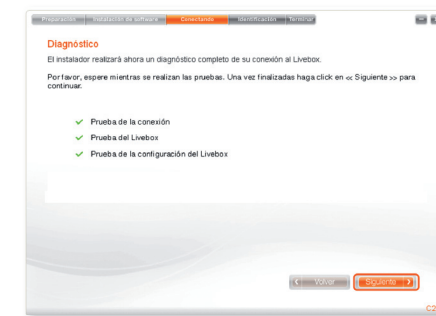 Preparación Instalación de software Conectando Identificación Terminar
Diagnóstico
El instalador realizará ahora un diagnóstico completo de su conexión al Livebox.
Por favor, espere mientras se realizan las pruebas. Una vez finalizadas haga click en << Siguiente >> para
continuar.
Prueba de la conexión
Prueba del Livebox
Prueba de la configuración del Livebox
Volver Siguiente
C2